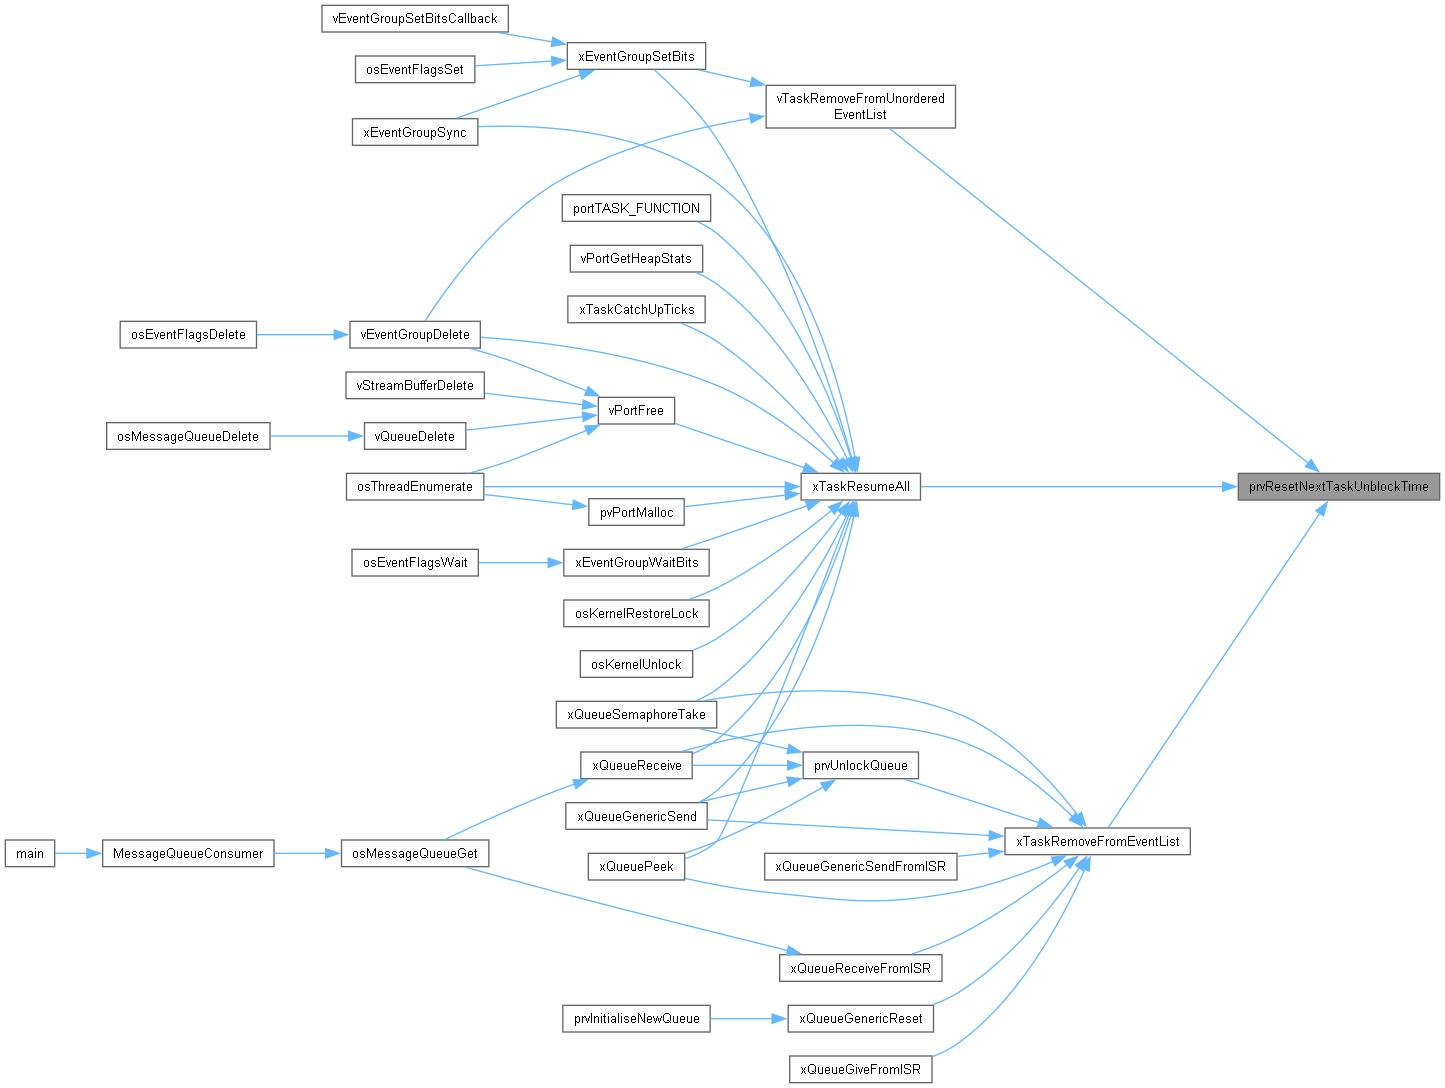 vEventGroupSetBitsCallback
xEventGroupSetBits
osEventFlagsSet
vTaskRemoveFromUnordered
EventList
xEventGroupSync
portTASK_FUNCTION
vPortGetHeapStats
xTaskCatchUpTicks
osEventFlagsDelete
vEventGroupDelete
vStreamBufferDelete
vPortFree
osMessageQueueDelete
vQueueDelete
osThreadEnumerate
xTaskResumeAll
prvResetNextTaskUnblockTime
pvPortMalloc
osEventFlagsWait
xEventGroupWaitBits
osKernelRestoreLock
osKernelUnlock
xQueueSemaphoreTake
xQueueReceive
prvUnlockQueue
xQueueGenericSend
xTaskRemoveFromEventList
main
MessageQueueConsumer
osMessageQueueGet
xQueuePeek
xQueueGenericSendFromISR
xQueueReceiveFromISR
prvInitialiseNewQueue
xQueueGenericReset
xQueueGiveFromISR